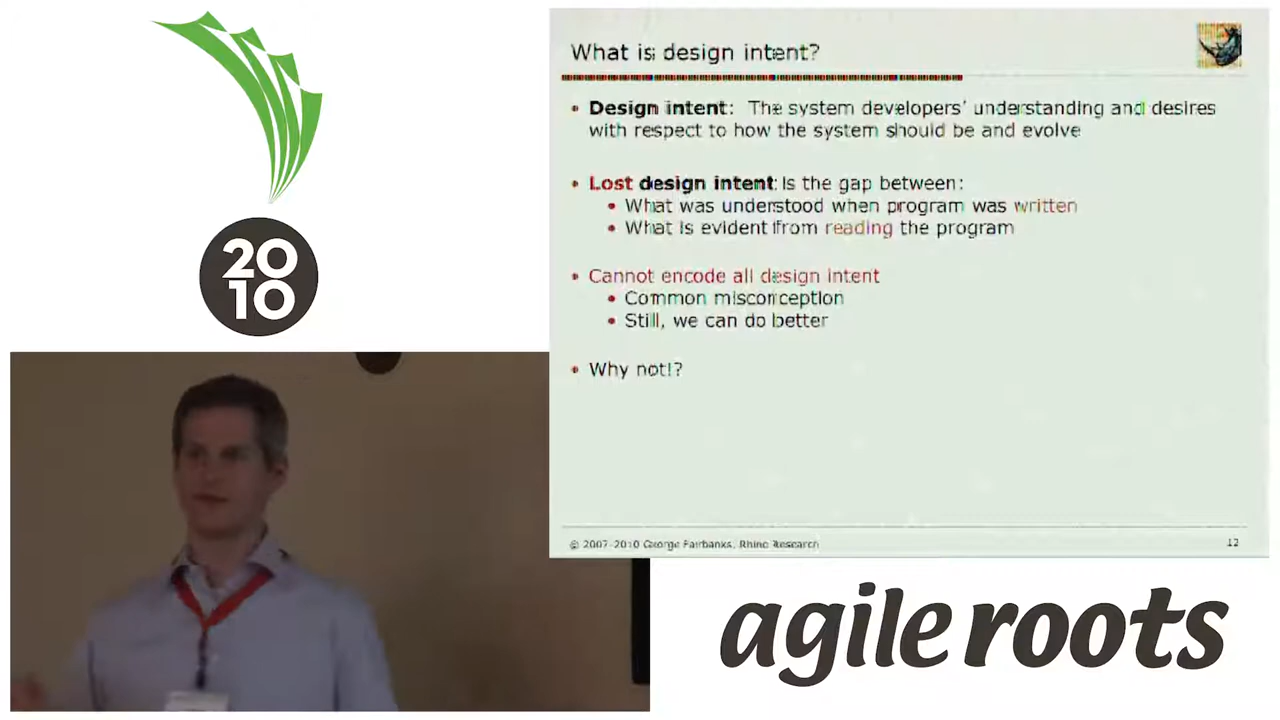 20
10
What is design intent?
Design intent: The system developers' understanding and desires
with respect to how the system should be and evolve
Lost design intent: is the gap between:
What was understood when program was written
What is evident from reading the program
Cannot encode all design intent
Common misconception
Still, we can do better
Why not!?
© 2007-2010 George Fairbanks, Rhino Research
12
agile roots